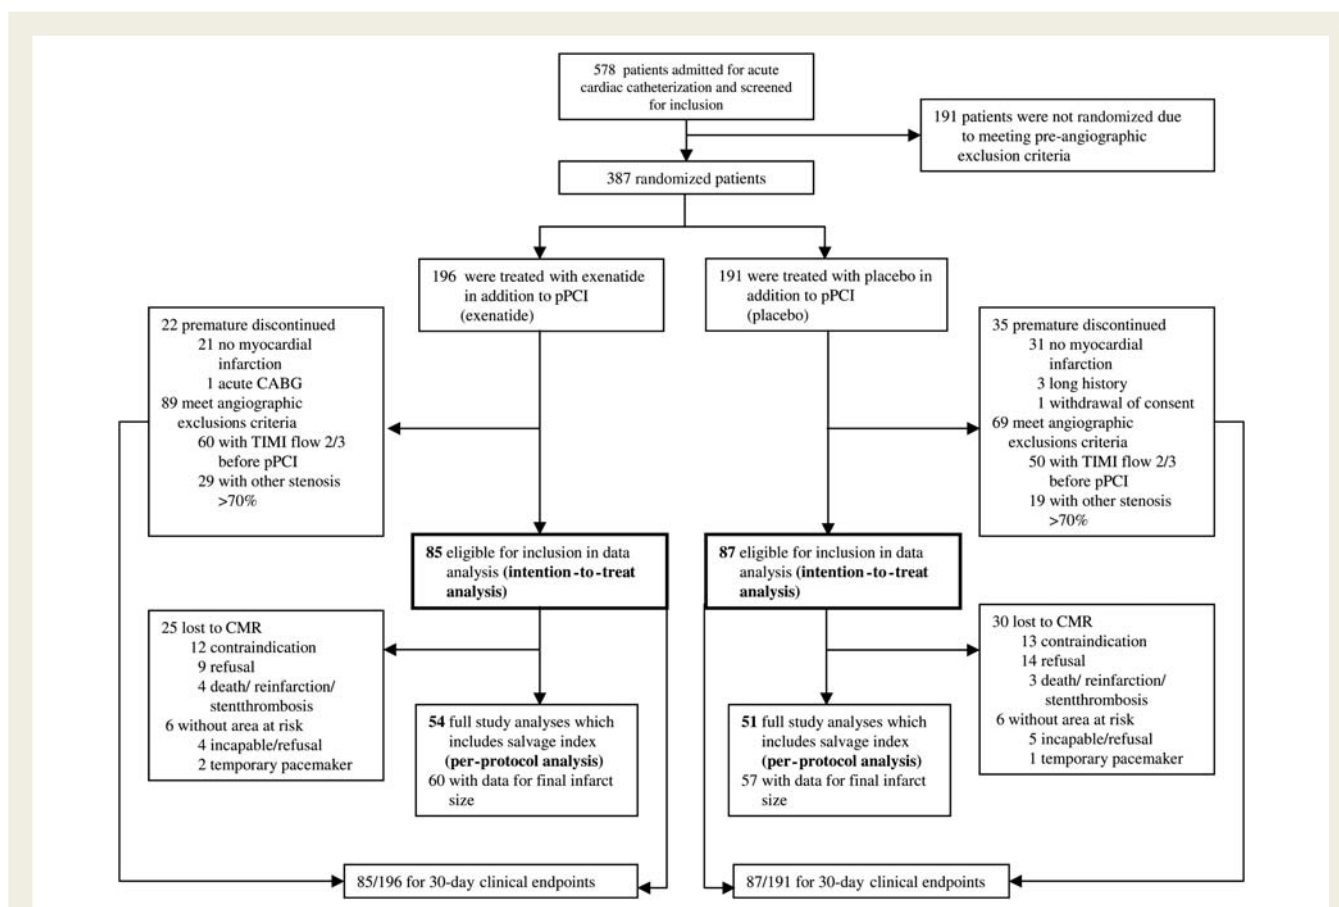 578 patients admitted for acute
cardiac catheterization and screened
for inclusion
191 patients were not randomized due
to meeting pre-angiographic
exclusion criteria
387 randomized patients
196 were treated with exenatide
in addition to pPCI
(exenatide)
191 were treated with placebo in
addition to pPCI
(placebo)
22 premature discontinued
21 no myocardial
infarction
1 acute CABG
89 meet angiographic
exclusions criteria
60 with TIMI flow 2/3
before pPCI
29 with other stenosis
>70%
35 premature discontinued
31 no myocardial
infarction
3 long history
1 withdrawal of consent
69 meet angiographic
exclusions criteria
50 with TIMI flow 2/3
before pPCI
19 with other stenosis
>70%
85 eligible for inclusion in data
analysis (intention-to-treat
analysis)
87 eligible for inclusion in data
analysis (intention-to-treat
analysis)
25 lost to CMR
12 contraindication
9 refusal
4 death/ reinfarction/
stentthrombosis
6 without area at risk
4 incapable/refusal
2 temporary pacemaker
30 lost to CMR
13 contraindication
14 refusal
3 death/ reinfarction/
stentthrombosis
6 without area at risk
5 incapable/refusal
1 temporary pacemaker
54 full study analyses which
includes salvage index
(per-protocol analysis)
60 with data for final infarct
size
51 full study analyses which
includes salvage index
(per-protocol analysis)
57 with data for final infarct
size
85/196 for 30-day clinical endpoints
87/191 for 30-day clinical endpoints